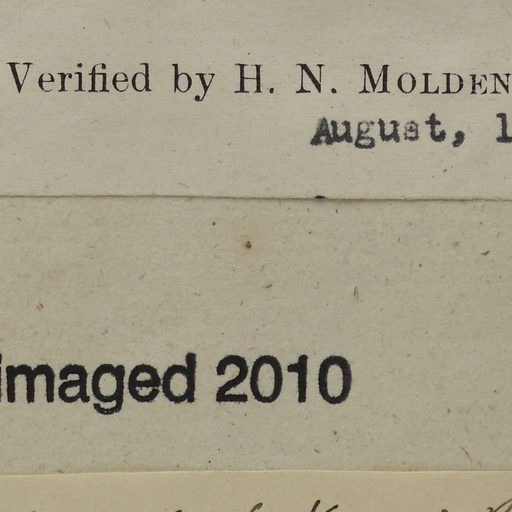 Verified by H. N. MOLDEN
August, 1
imaged 2010